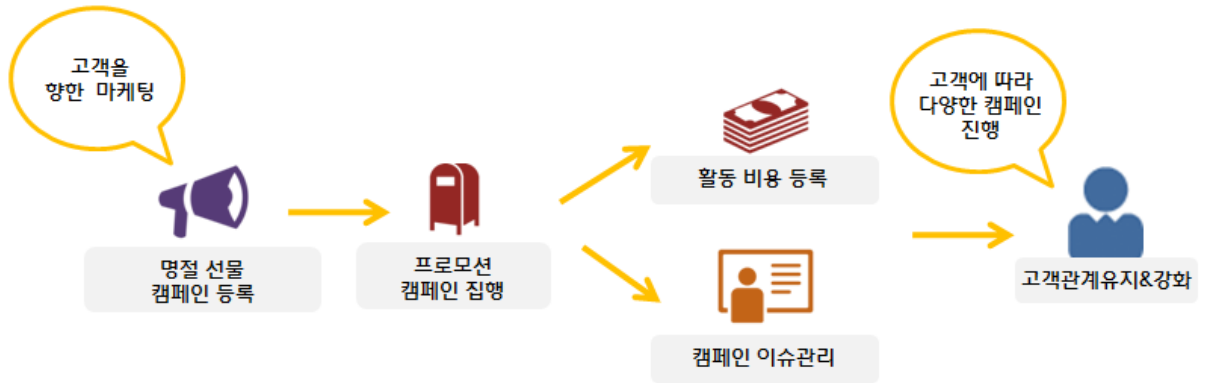 고객을
향한 마케팅
명절 선물
캠페인 등록
프로모션
캠페인 집행
활동 비용 등록
캠페인 이슈관리
고객에 따라
다양한 캠페인
진행
고객관계유지&강화